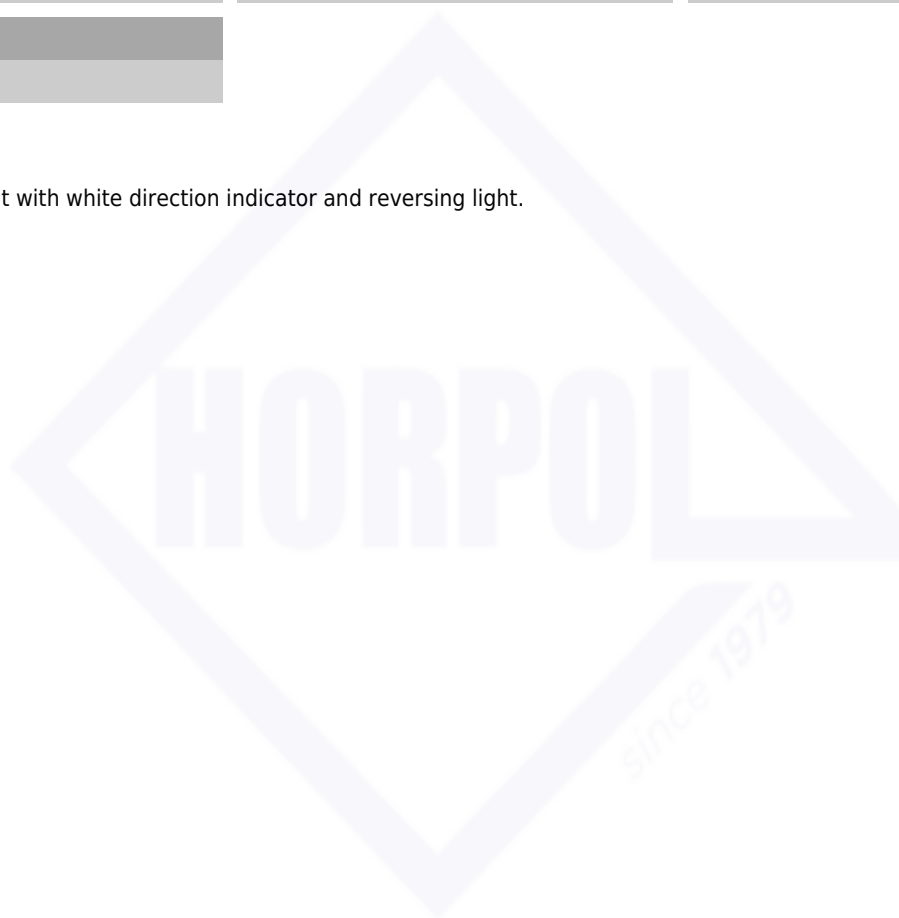 t with white direction indicator and reversing light.
HORPOL
since 1979